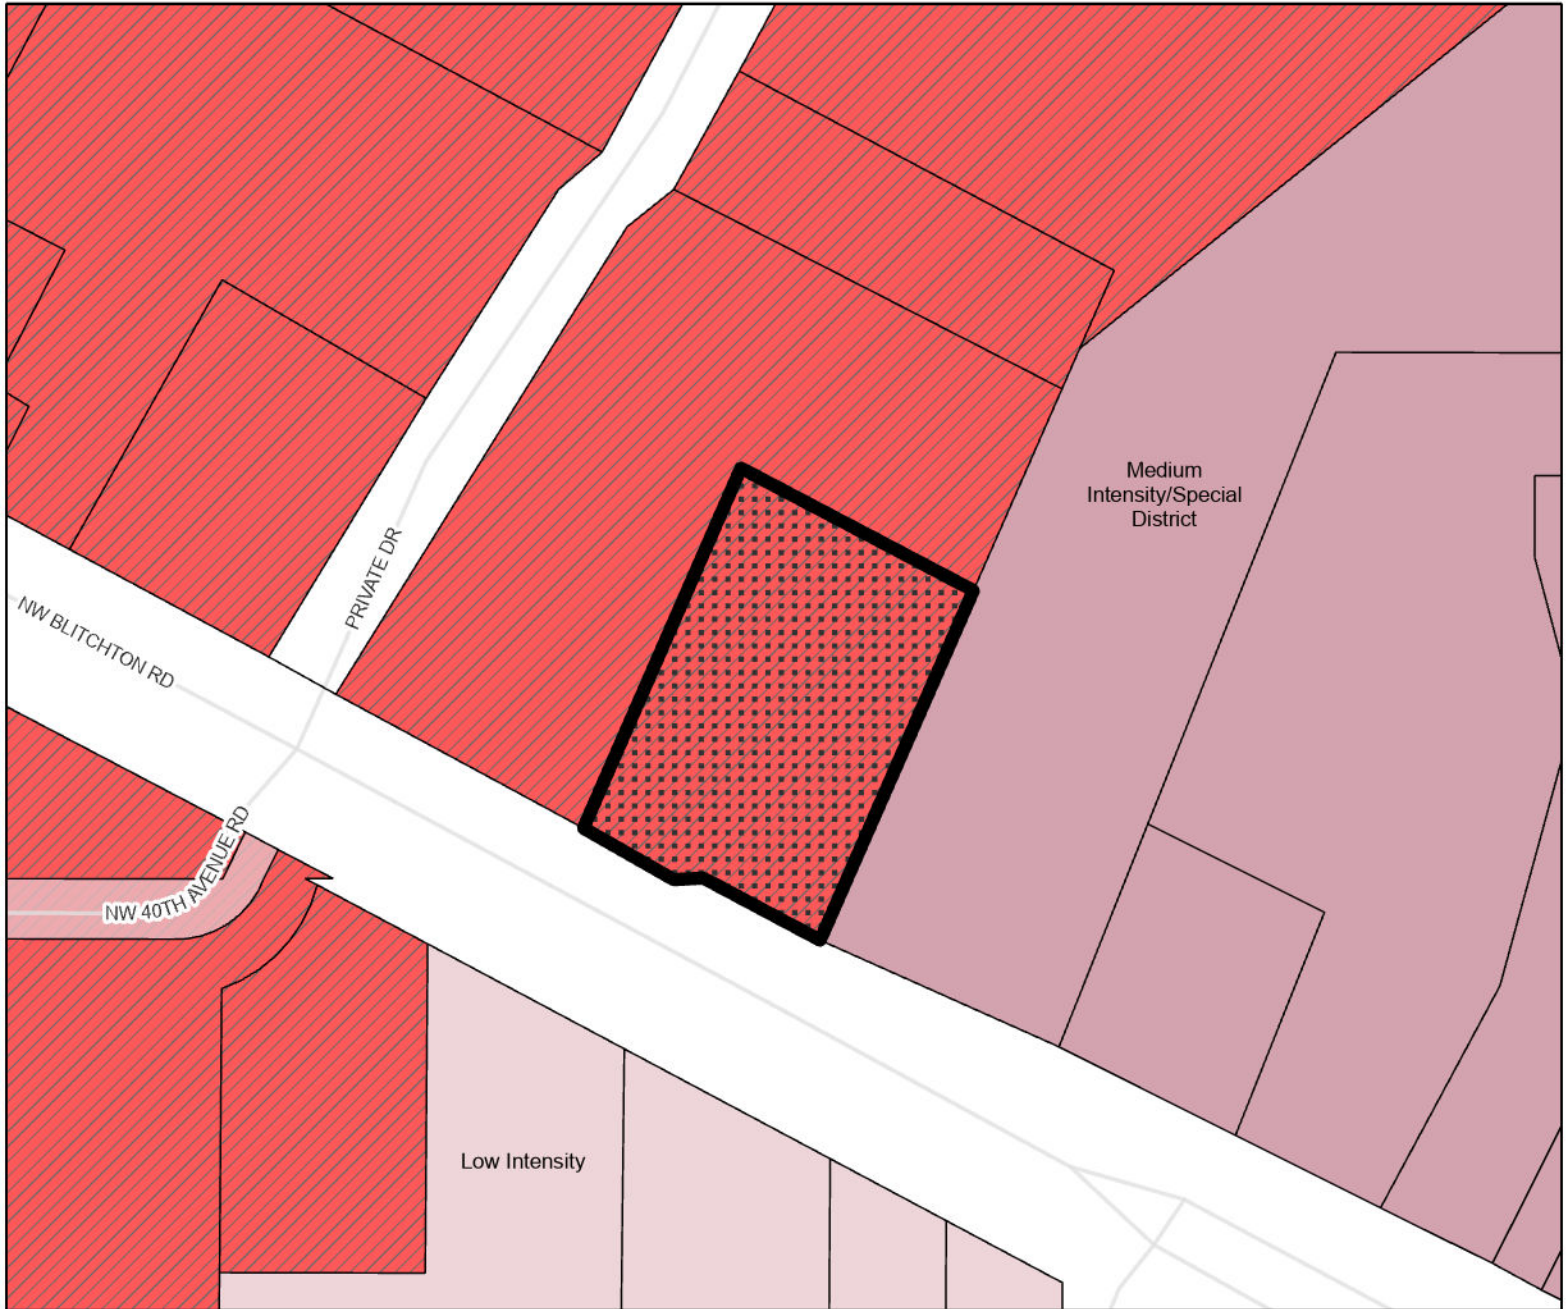 Medium
Intensity/Special
District
PRIVATE DR
NW BLITCHTON RD
NW 40TH AVENUE RD
Low Intensity